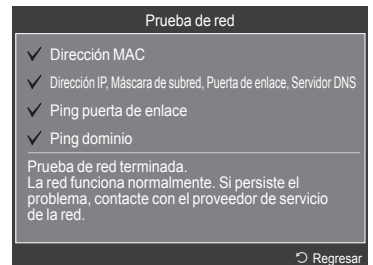 Prueba de red
Dirección MAC
Dirección IP, Máscara de subred, Puerta de enlace, Servidor DNS
Ping puerta de enlace
Ping dominio
Prueba de red terminada.
La red funciona normalmente. Si persiste el
problema, contacte con el proveedor de servicio
de la red.
Regresar